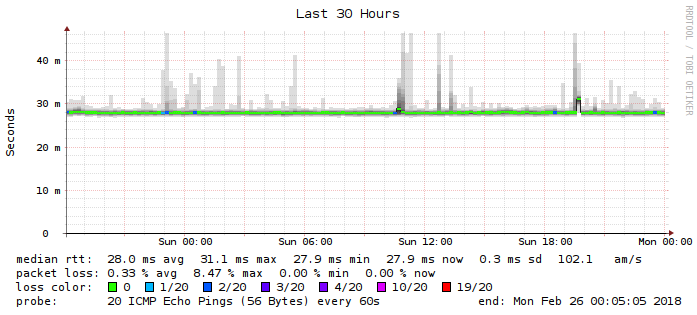 Last 30 Hours
RRDTOOL / TOBI OETIKER
Seconds
40 m
30 m
20 m
10 m
0
Sun 00:00 Sun 06:00 Sun 12:00 Sun 18:00 Mon 00:00
median rtt: 28.0 ms avg 31.1 ms max 27.9 ms min 27.9 ms now 0.3 ms sd 102.1 am/s
packet loss: 0.33 % avg 8.47 % max 0.00 % min 0.00 % now
loss color: 0 1/20 2/20 3/20 4/20 10/20 19/20
probe: 20 ICMP Echo Pings (56 Bytes) every 60s end: Mon Feb 26 00:05:05 2018